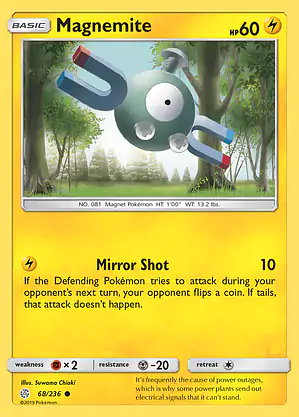 BASIC
Magnemite
HP60
NO. 081 Magnet Pokémon HT: 1'00" WT: 13.2 lbs.
Mirror Shot 10
If the Defending Pokémon tries to attack during your
opponent's next turn, your opponent flips a coin. If tails,
that attack doesn't happen.
weakness ×2 resistance -20 retreat
Illus. Suwama Chiaki
68/236
©2019 Pokémon
It's frequently the cause of power outages,
which is why some power plants send out
electrical signals that it can't stand.